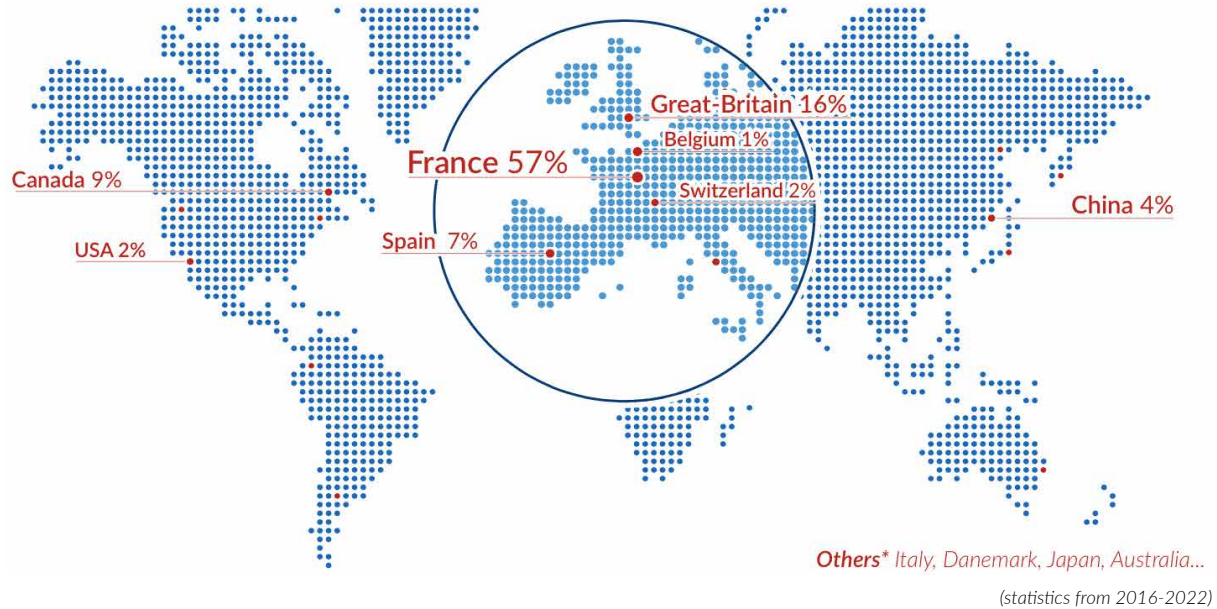 Great-Britain 16%
Belgium 1%
France 57%
Canada 9%
Switzerland 2%
China 4%
Spain 7%
USA 2%
Others* Italy, Danemark, Japan, Australia...
(statistics from 2016-2022)